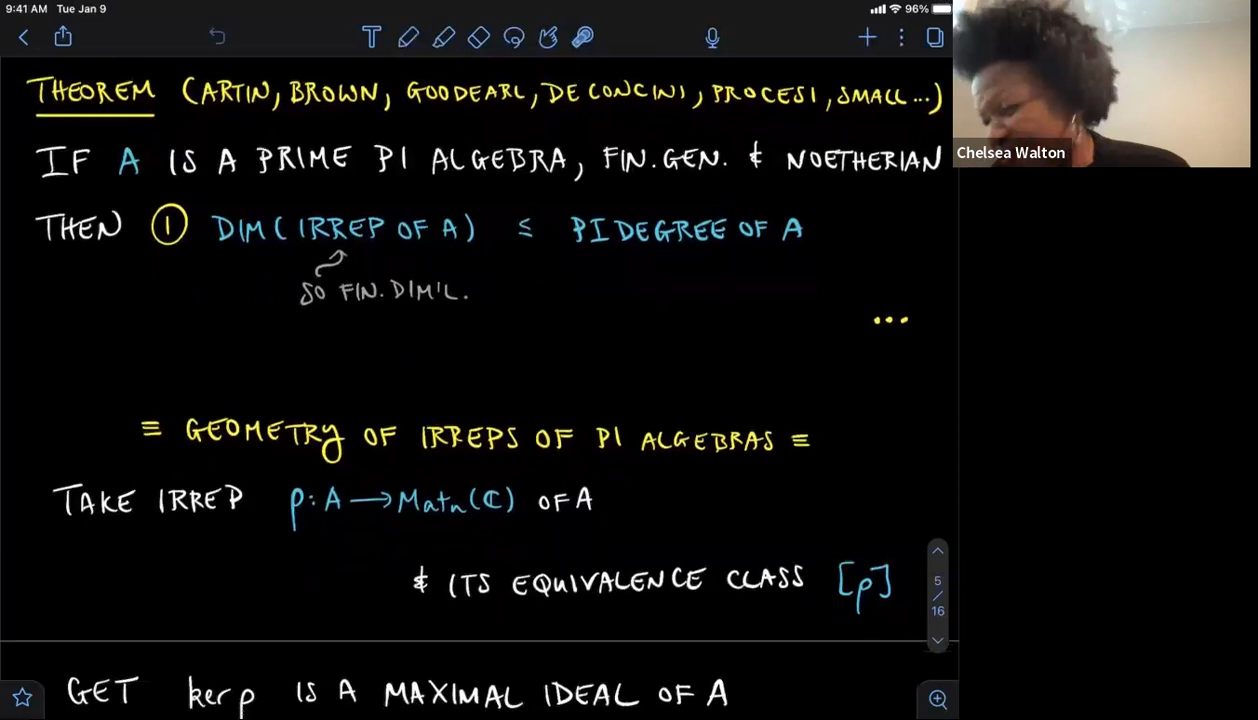 9:41 AM Tue Jan 9
96%
THEOREM (ARTIN, BROWN, GOODEARL, DE CONCINI, PROCESI, SMALL...)
IF A IS A PRIME PI ALGEBRA, FIN. GEN. & NOETHERIAN
Chelsea Walton
THEN ① DIM(IRREP OF A) ≤ PI DEGREE OF A
SO FIN. DIM'L.
...
≡ GEOMETRY OF IRREPS OF PI ALGEBRAS ≡
TAKE IRREP ρ: A → Matn(ℂ) OF A
& ITS EQUIVALENCE CLASS [ρ]
5
/
16
GET ker ρ IS A MAXIMAL IDEAL OF A